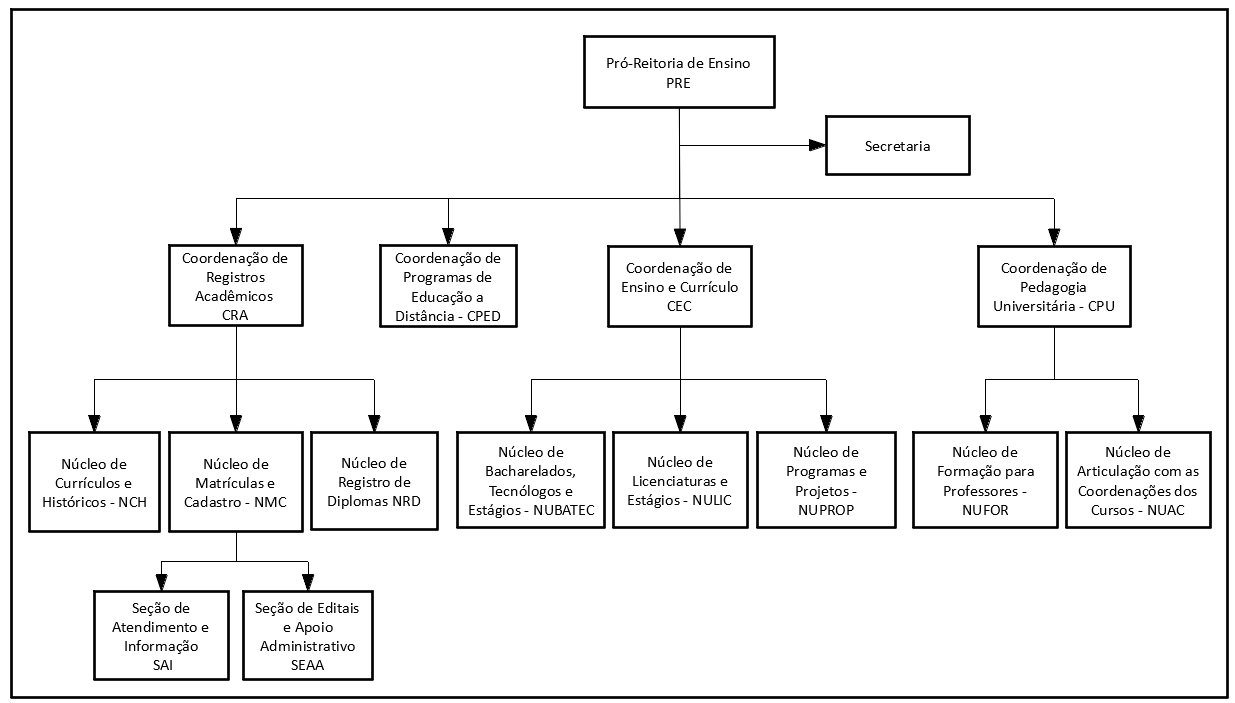 Pró-Reitoria de Ensino
PRE
Secretaria
Coordenação de
Registros
Acadêmicos
CRA
Coordenação de
Programas de
Educação a
Distância - CPED
Coordenação de
Ensino e Currículo
CEC
Coordenação de
Pedagogia
Universitária - CPU
Núcleo de
Currículos e
Históricos - NCH
Núcleo de
Matrículas e
Cadastro - NMC
Núcleo de
Registro de
Diplomas NRD
Núcleo de
Bacharelados,
Tecnólogos e
Estágios - NUBATEC
Núcleo de
Licenciaturas e
Estágios - NULIC
Núcleo de
Programas e
Projetos -
NUPROP
Núcleo de
Formação para
Professores -
NUFOR
Núcleo de
Articulação com as
Coordenações dos
Cursos - NUAC
Seção de
Atendimento e
Informação
SAI
Seção de Editais
e Apoio
Administrativo
SEAA